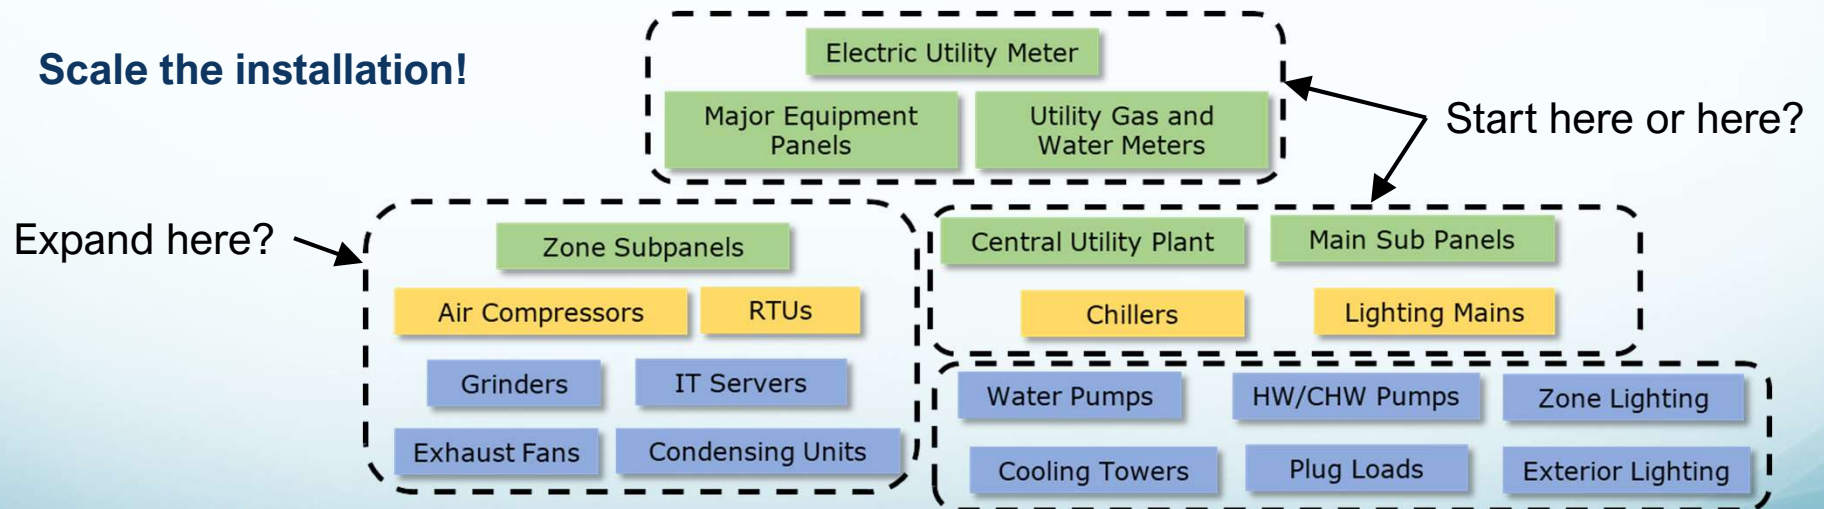 Scale the installation!
Electric Utility Meter
Major Equipment
Panels
Utility Gas and
Water Meters
Start here or here?
Expand here?
Zone Subpanels
Air Compressors
RTUs
Grinders
IT Servers
Exhaust Fans
Condensing Units
Central Utility Plant
Main Sub Panels
Chillers
Lighting Mains
Water Pumps
HW/CHW Pumps
Zone Lighting
Cooling Towers
Plug Loads
Exterior Lighting